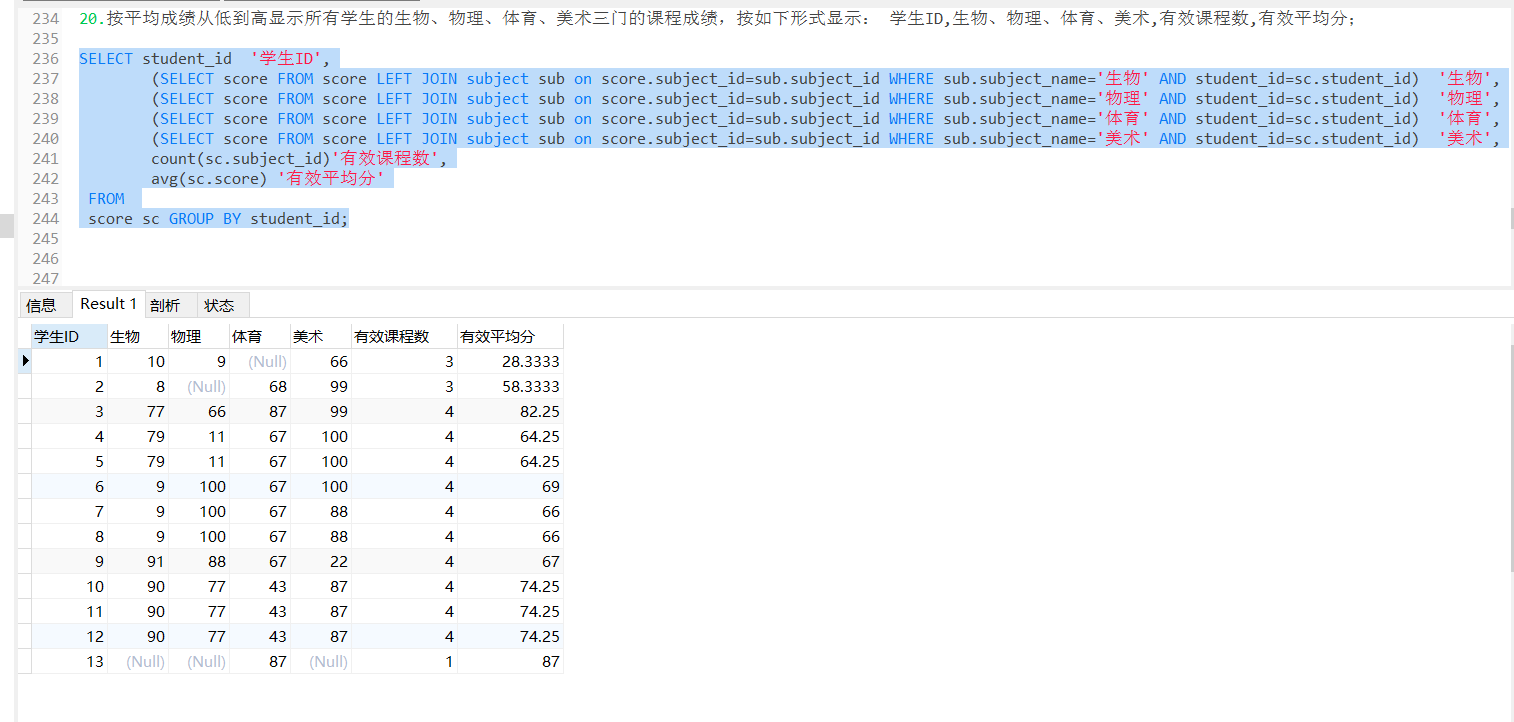 234 20.按平均成绩从低到高显示所有学生的生物、物理、体育、美术三门的课程成绩，按如下形式显示： 学生ID,生物、物理、体育、美术,有效课程数,有效平均分；
235
236 SELECT student_id '学生ID',
237 (SELECT score FROM score LEFT JOIN subject sub on score.subject_id=sub.subject_id WHERE sub.subject_name='生物' AND student_id=sc.student_id) '生物',
238 (SELECT score FROM score LEFT JOIN subject sub on score.subject_id=sub.subject_id WHERE sub.subject_name='物理' AND student_id=sc.student_id) '物理',
239 (SELECT score FROM score LEFT JOIN subject sub on score.subject_id=sub.subject_id WHERE sub.subject_name='体育' AND student_id=sc.student_id) '体育',
240 (SELECT score FROM score LEFT JOIN subject sub on score.subject_id=sub.subject_id WHERE sub.subject_name='美术' AND student_id=sc.student_id) '美术',
241 count(sc.subject_id)'有效课程数',
242 avg(sc.score) '有效平均分'
243 FROM
244 score sc GROUP BY student_id;
245
246
247
信息 Result 1 剖析 状态
学生ID 生物 物理 体育 美术 有效课程数 有效平均分
1 10 9 (Null) 66 3 28.3333
2 8 (Null) 68 99 3 58.3333
3 77 66 87 99 4 82.25
4 79 11 67 100 4 64.25
5 79 11 67 100 4 64.25
6 9 100 67 100 4 69
7 9 100 67 88 4 66
8 9 100 67 88 4 66
9 91 88 67 22 4 67
10 90 77 43 87 4 74.25
11 90 77 43 87 4 74.25
12 90 77 43 87 4 74.25
13 (Null) (Null) 87 (Null) 1 87